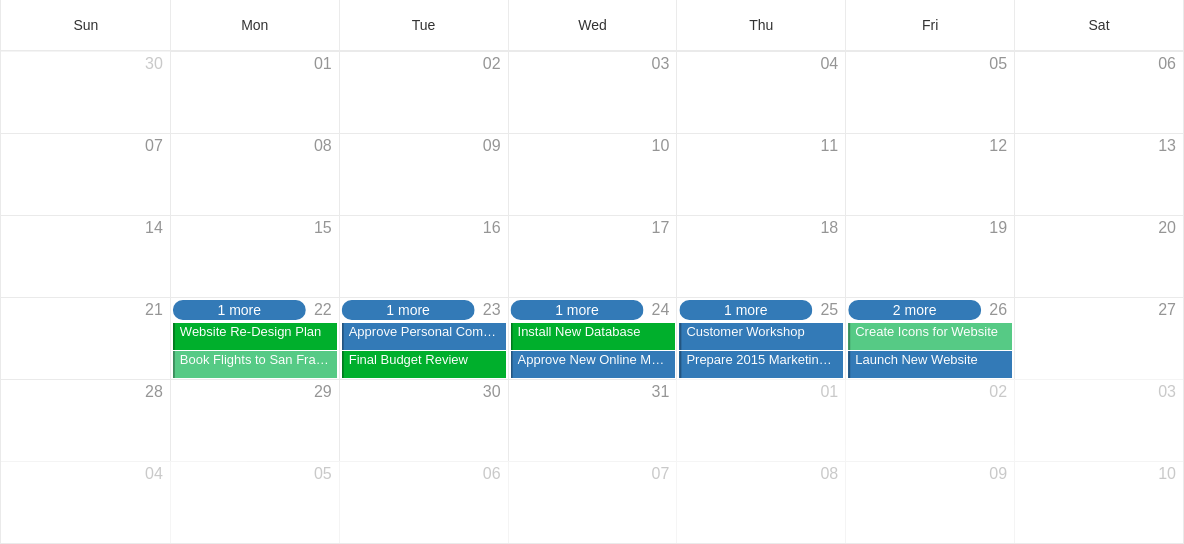 Sun Mon Tue Wed Thu Fri Sat
30 01 02 03 04 05 06
07 08 09 10 11 12 13
14 15 16 17 18 19 20
21 1 more 22 1 more 23 1 more 24 1 more 25 2 more 26 27
Website Re-Design Plan Approve Personal Com… Install New Database Customer Workshop Create Icons for Website
Book Flights to San Fra… Final Budget Review Approve New Online M… Prepare 2015 Marketin… Launch New Website
28 29 30 31 01 02 03
04 05 06 07 08 09 10